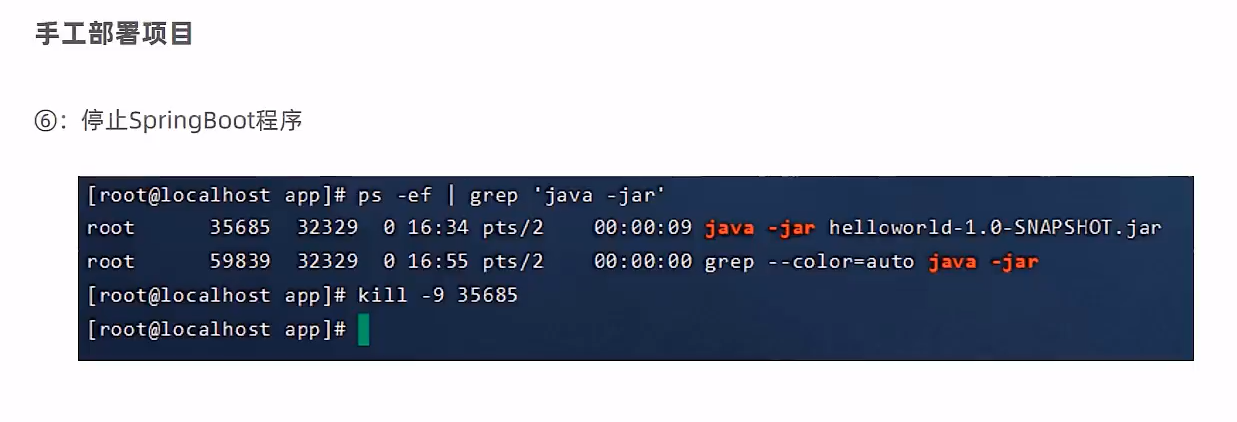 手工部署项目
⑥：停止SpringBoot程序
[root@localhost app]# ps -ef | grep 'java -jar'
root 35685 32329 0 16:34 pts/2 00:00:09 java -jar helloworld-1.0-SNAPSHOT.jar
root 59839 32329 0 16:55 pts/2 00:00:00 grep --color=auto java -jar
[root@localhost app]# kill -9 35685
[root@localhost app]#